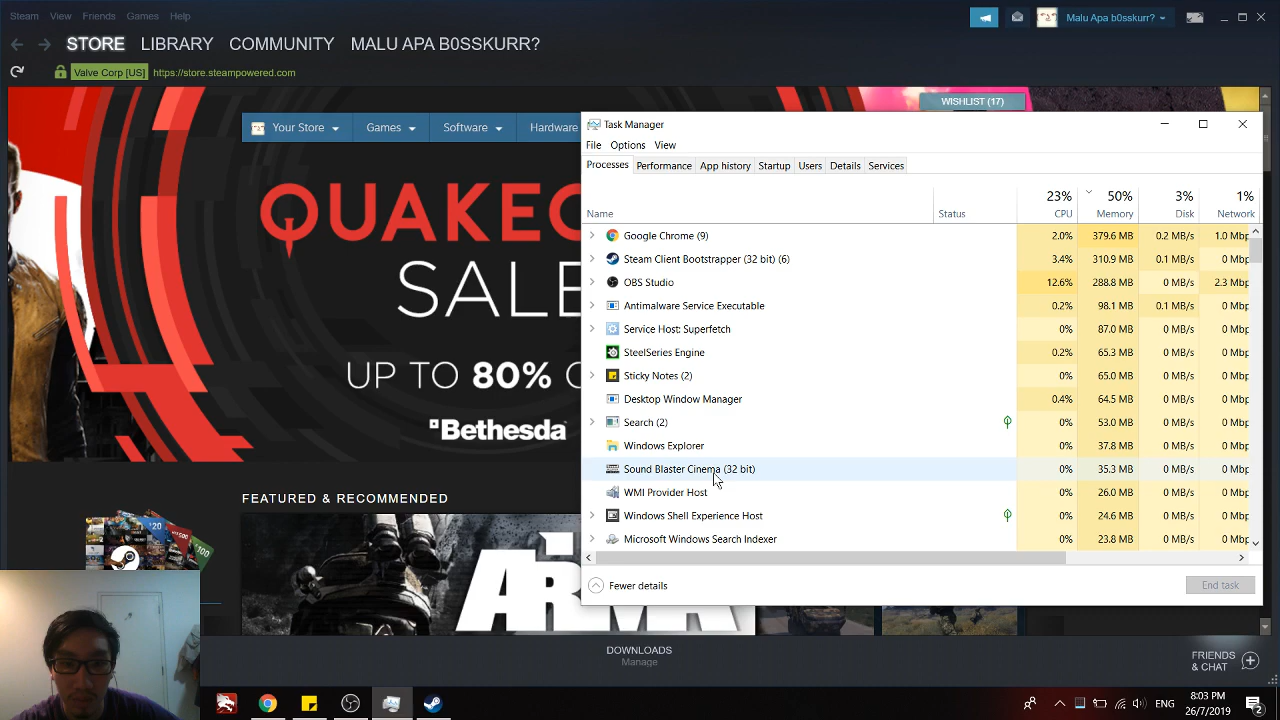 Steam View Friends Games Help
Malu Apa b0sskurr?
STORE LIBRARY COMMUNITY MALU APA B0SSKURR?
Valve Corp [US] https://store.steampowered.com
WISHLIST (17)
Your Store Games Software Hardware
QUAKEC
SALE
UP TO 80%
Bethesda
FEATURED & RECOMMENDED
$20
$100
ARMA
Task Manager
File Options View
Processes Performance App history Startup Users Details Services
23% 50% 3% 1%
Name Status CPU Memory Disk Network
Google Chrome (9) 2.0% 379.6 MB 0.2 MB/s 1.0 Mbp
Steam Client Bootstrapper (32 bit) (6) 3.4% 310.9 MB 0.1 MB/s 0 Mbp
OBS Studio 12.6% 288.8 MB 0 MB/s 2.3 Mbp
Antimalware Service Executable 0.2% 98.1 MB 0.1 MB/s 0 Mbp
Service Host: Superfetch 0% 87.0 MB 0 MB/s 0 Mbp
SteelSeries Engine 0.2% 65.3 MB 0 MB/s 0 Mbp
Sticky Notes (2) 0% 65.0 MB 0 MB/s 0 Mbp
Desktop Window Manager 0.4% 64.5 MB 0 MB/s 0 Mbp
Search (2) 0% 53.0 MB 0 MB/s 0 Mbp
Windows Explorer 0% 37.8 MB 0 MB/s 0 Mbp
Sound Blaster Cinema (32 bit) 0% 35.8 MB 0 MB/s 0 Mbp
WMI Provider Host 0% 26.0 MB 0 MB/s 0 Mbp
Windows Shell Experience Host 0% 24.6 MB 0 MB/s 0 Mbp
Microsoft Windows Search Indexer 0% 23.8 MB 0 MB/s 0 Mbp
Fewer details End task
DOWNLOADS
Manage
FRIENDS
& CHAT
ENG
8:03 PM
26/7/2019
2